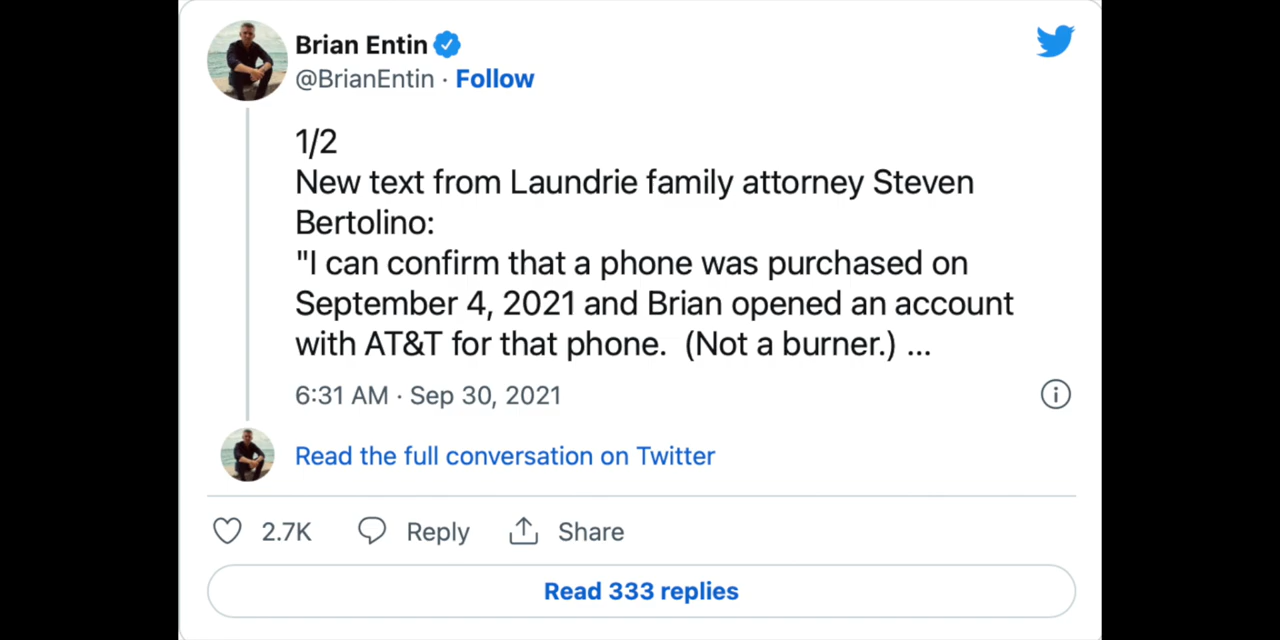 Brian Entin
@BrianEntin · Follow
1/2
New text from Laundrie family attorney Steven
Bertolino:
"I can confirm that a phone was purchased on
September 4, 2021 and Brian opened an account
with AT&T for that phone.  (Not a burner.) ...
6:31 AM · Sep 30, 2021
Read the full conversation on Twitter
2.7K Reply Share
Read 333 replies